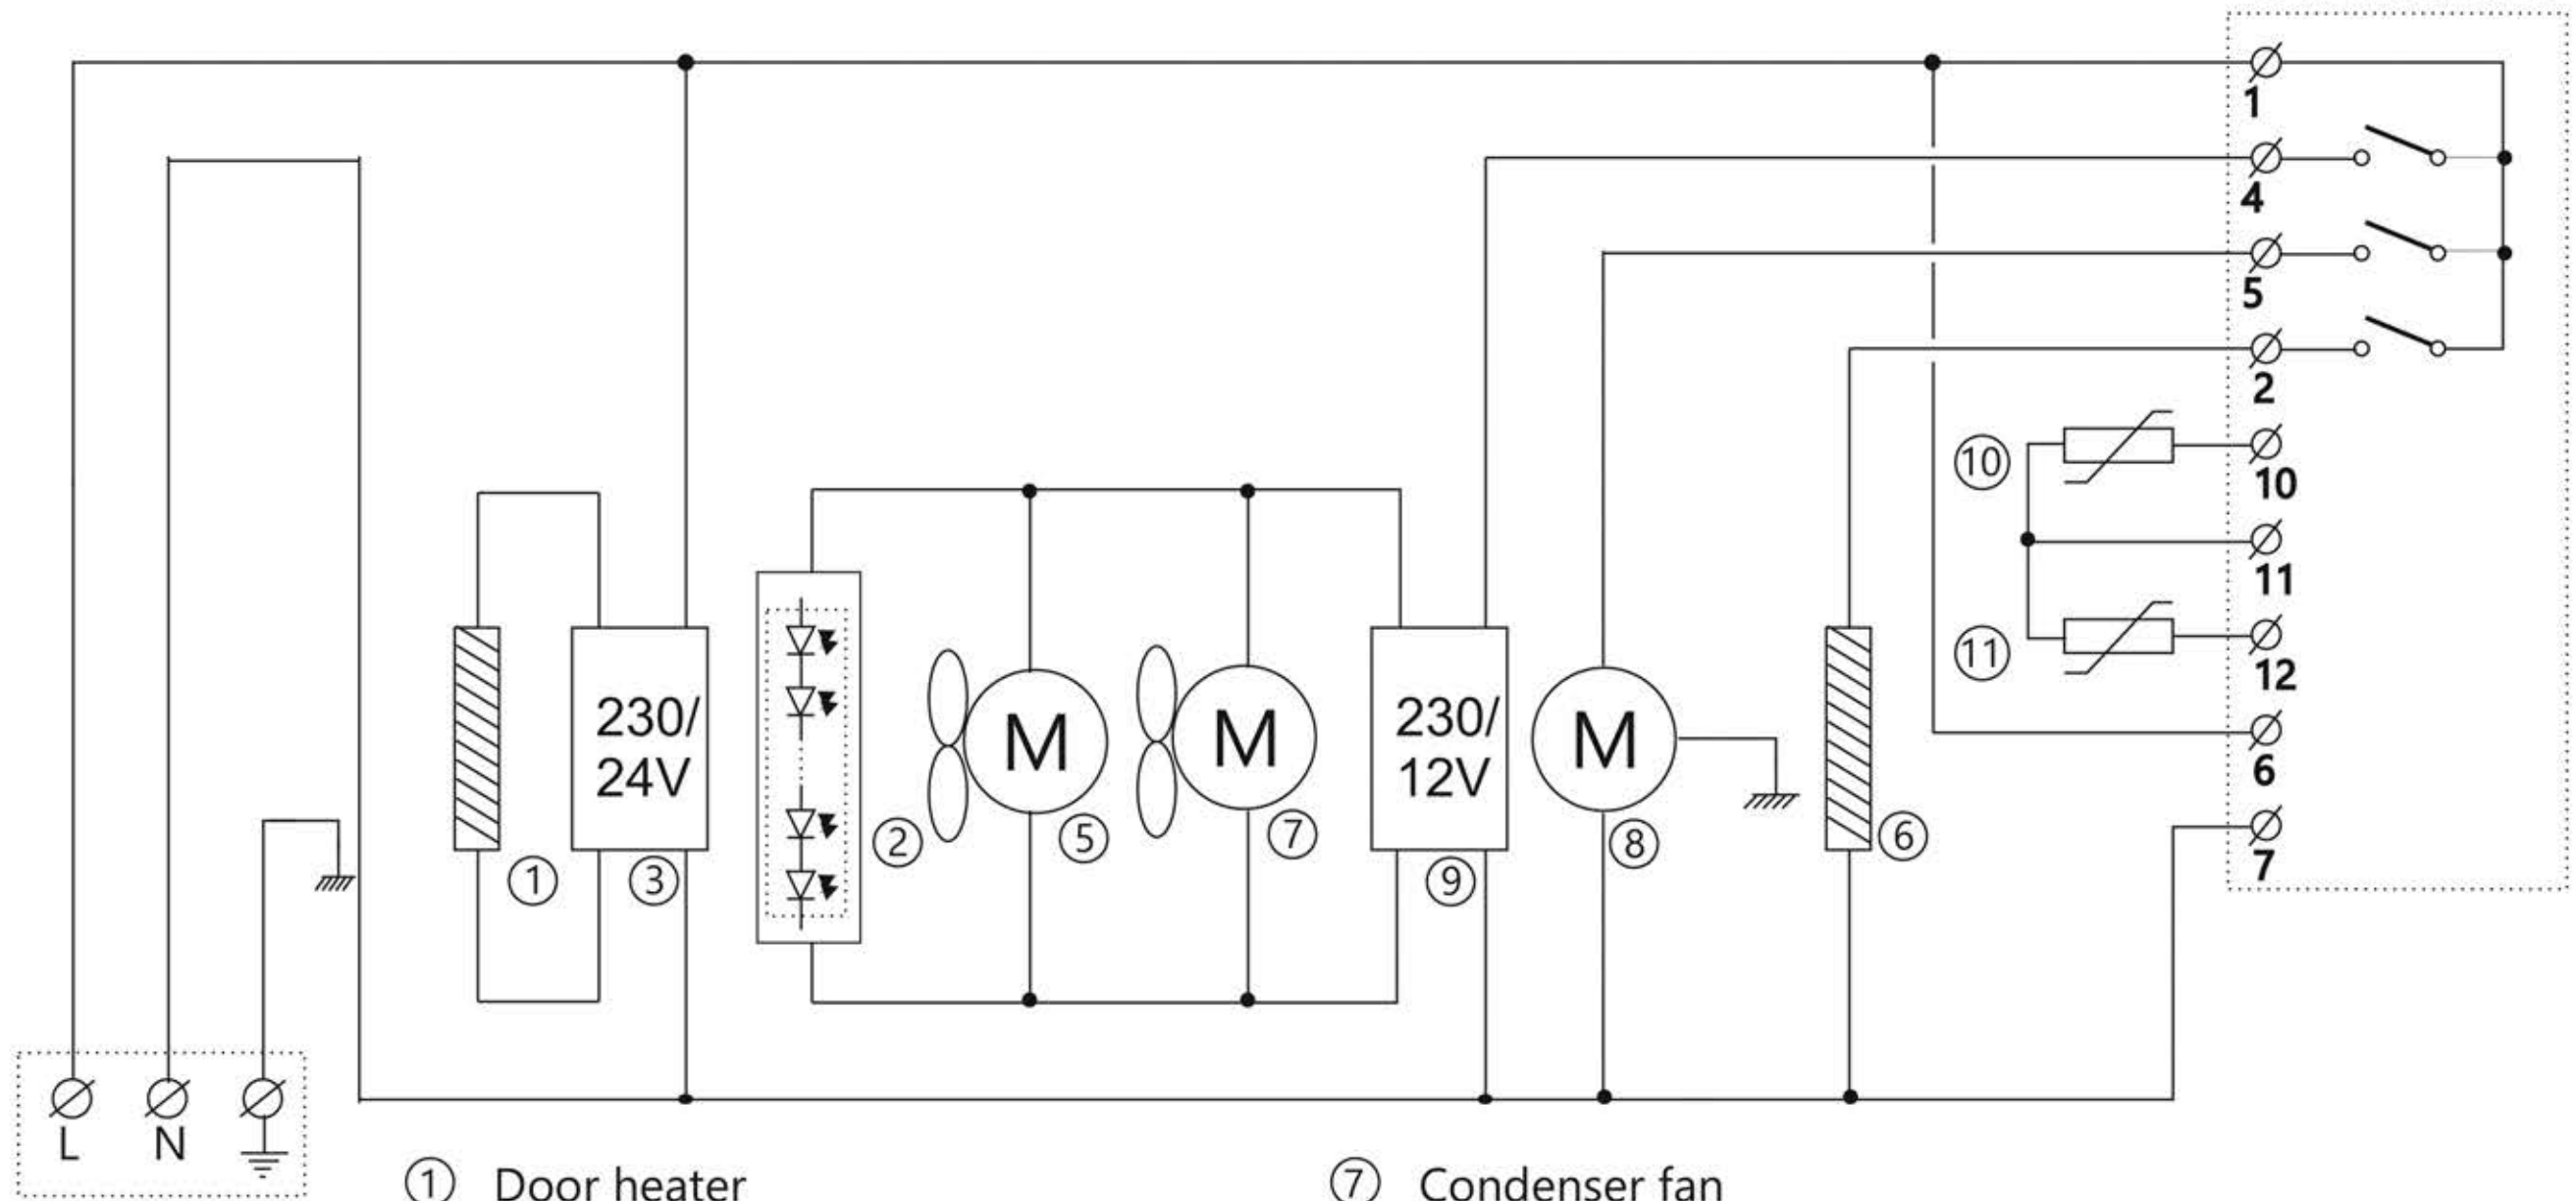 1
4
5
2
⑩
10
11
⑪
12
230/
24V
M
M
230/
12V
M
6
②
⑤
⑦
⑧
⑥
7
①
③
⑨
L
N
① Door heater
⑦ Condenser fan